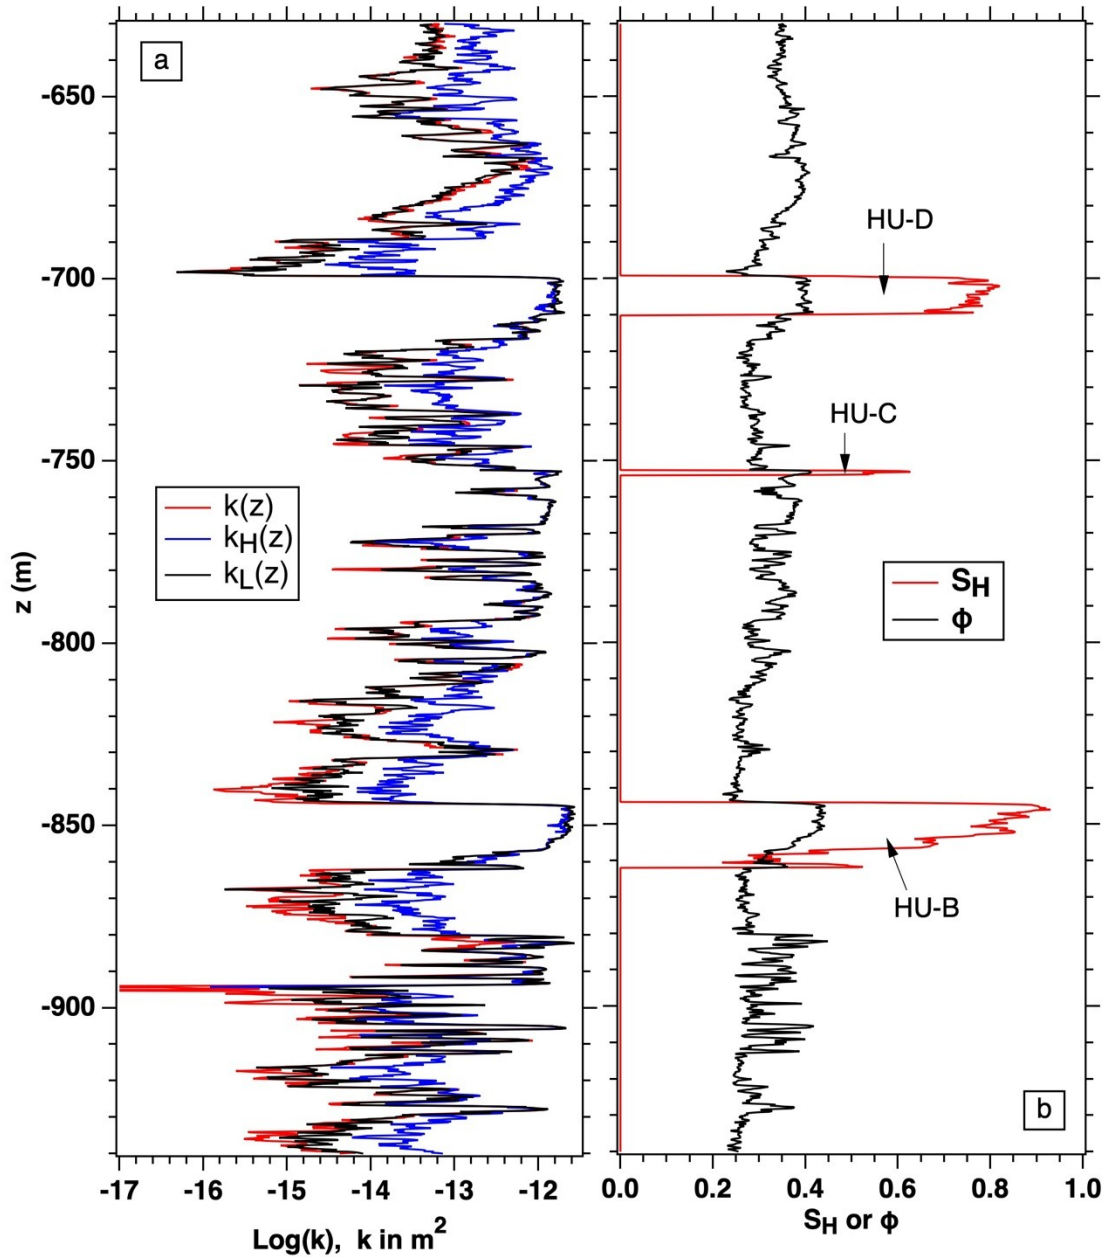 a
-650
-700
-750
-800
-850
-900
z (m)
k(z)
kH(z)
kL(z)
-17 -16 -15 -14 -13 -12
Log(k), k in m2
HU-D
HU-C
SH
ϕ
HU-B
b
0.0 0.2 0.4 0.6 0.8 1.0
SH or ϕ